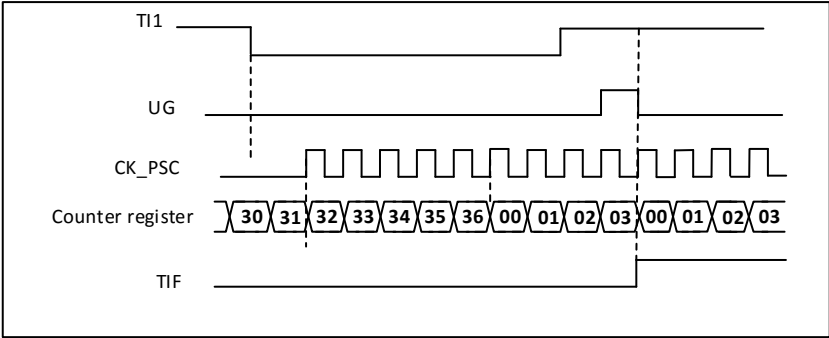 TI1
UG
CK_PSC
Counter register 30 31 32 33 34 35 36 00 01 02 03 00 01 02 03
TIF